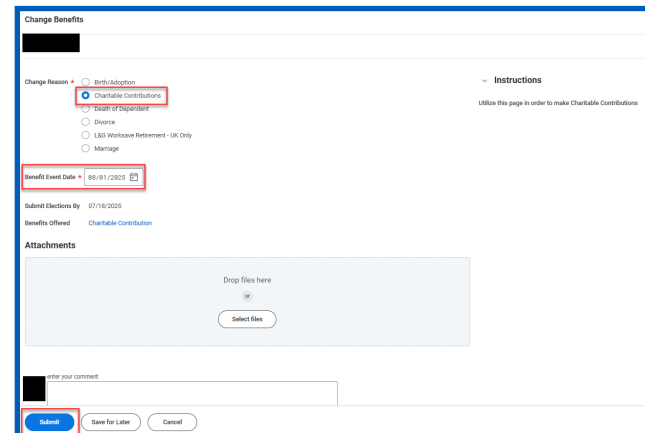 Change Benefits
Change Reason *
Birth/Adoption
Charitable Contributions
Death of Dependent
Divorce
L&G Worksave Retirement - UK Only
Marriage
Instructions
Utilize this page in order to make Charitable Contributions
Benefit Event Date * 08/01/2025
Submit Elections By 07/18/2025
Benefits Offered Charitable Contribution
Attachments
Drop files here
or
Select files
enter your comment
Submit Save for Later Cancel